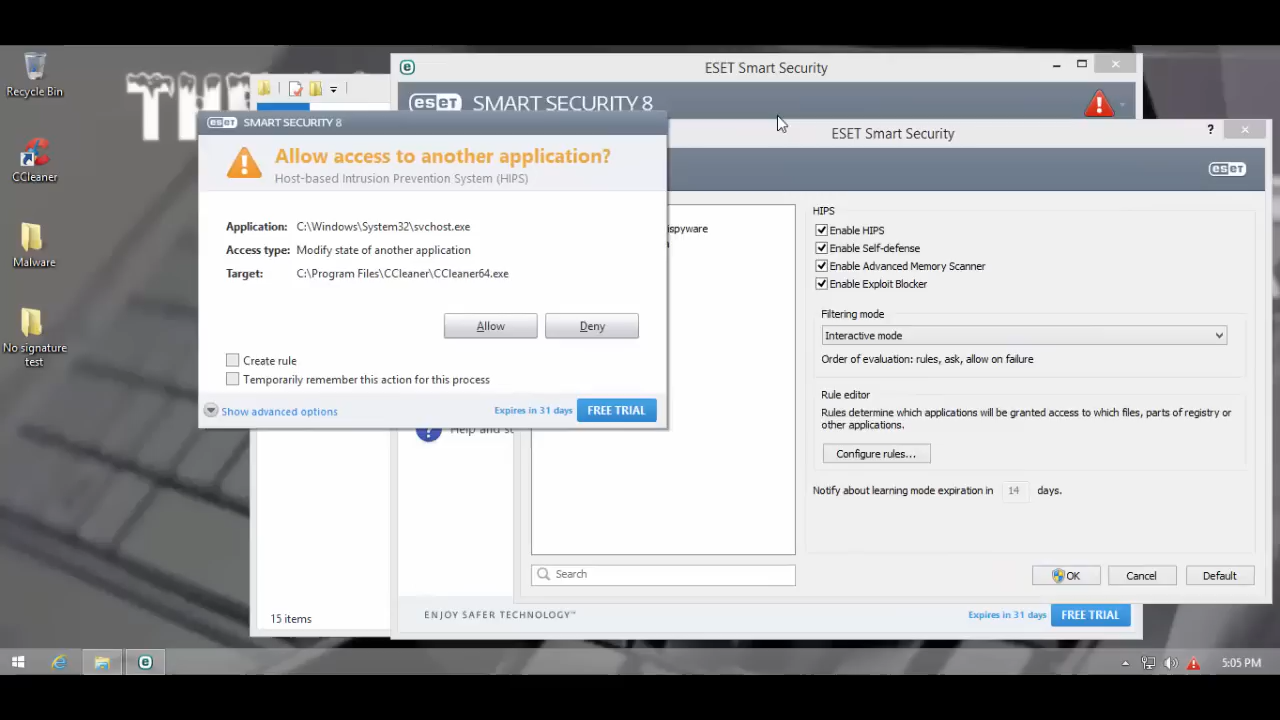 Recycle Bin
CCleaner
Malware
No signature
test
TH
ESET Smart Security
eset SMART SECURITY 8
eset SMART SECURITY 8
Allow access to another application?
Host-based Intrusion Prevention System (HIPS)
Application: C:\Windows\System32\svchost.exe
Access type: Modify state of another application
Target: C:\Program Files\CCleaner\CCleaner64.exe
Allow
Deny
Create rule
Temporarily remember this action for this process
Show advanced options
Expires in 31 days
FREE TRIAL
ESET Smart Security
?
eset
HIPS
Enable HIPS
Enable Self-defense
Enable Advanced Memory Scanner
Enable Exploit Blocker
Filtering mode
Interactive mode
Order of evaluation: rules, ask, allow on failure
Rule editor
Rules determine which applications will be granted access to which files, parts of registry or
other applications.
Configure rules...
Notify about learning mode expiration in 14 days.
Search
OK
Cancel
Default
Help and
15 items
ENJOY SAFER TECHNOLOGY™
Expires in 31 days
FREE TRIAL
5:05 PM